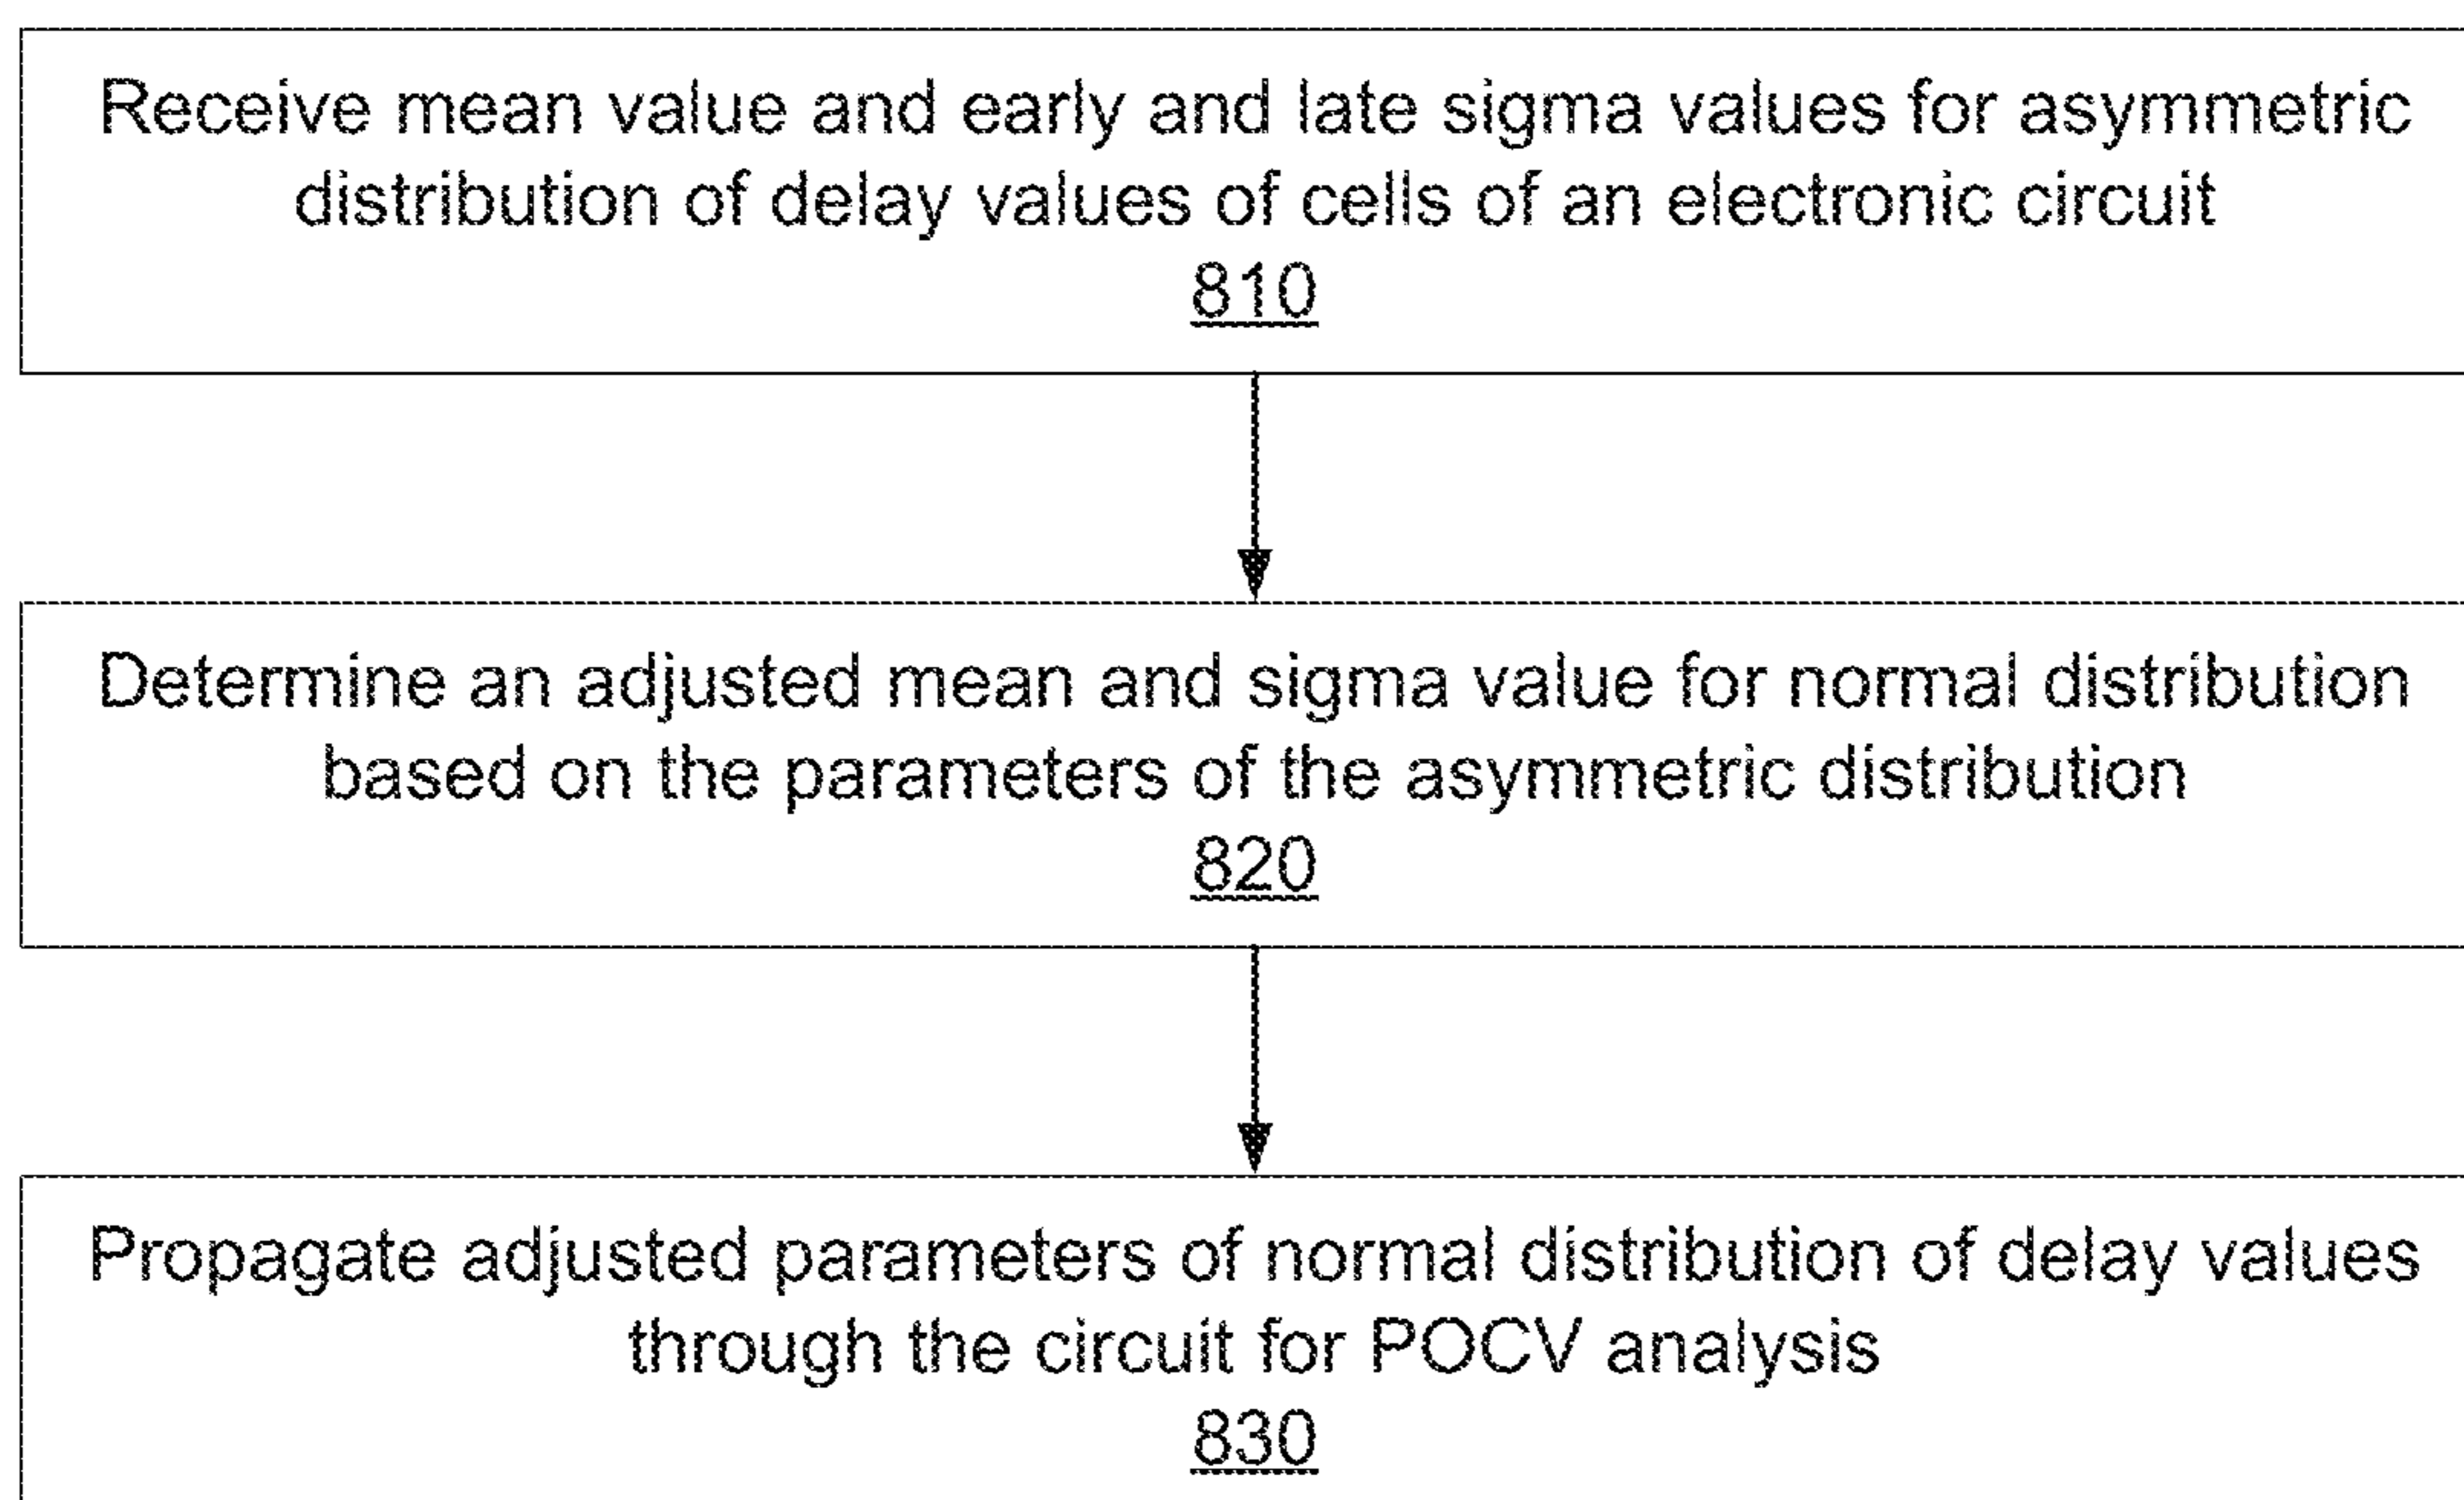 Receive mean value and early and late sigma values for asymmetric
distribution of delay values of cells of an electronic circuit
810
Determine an adjusted mean and sigma value for normal distribution
based on the parameters of the asymmetric distribution
820
Propagate adjusted parameters of normal distribution of delay values
through the circuit for POCV analysis
830